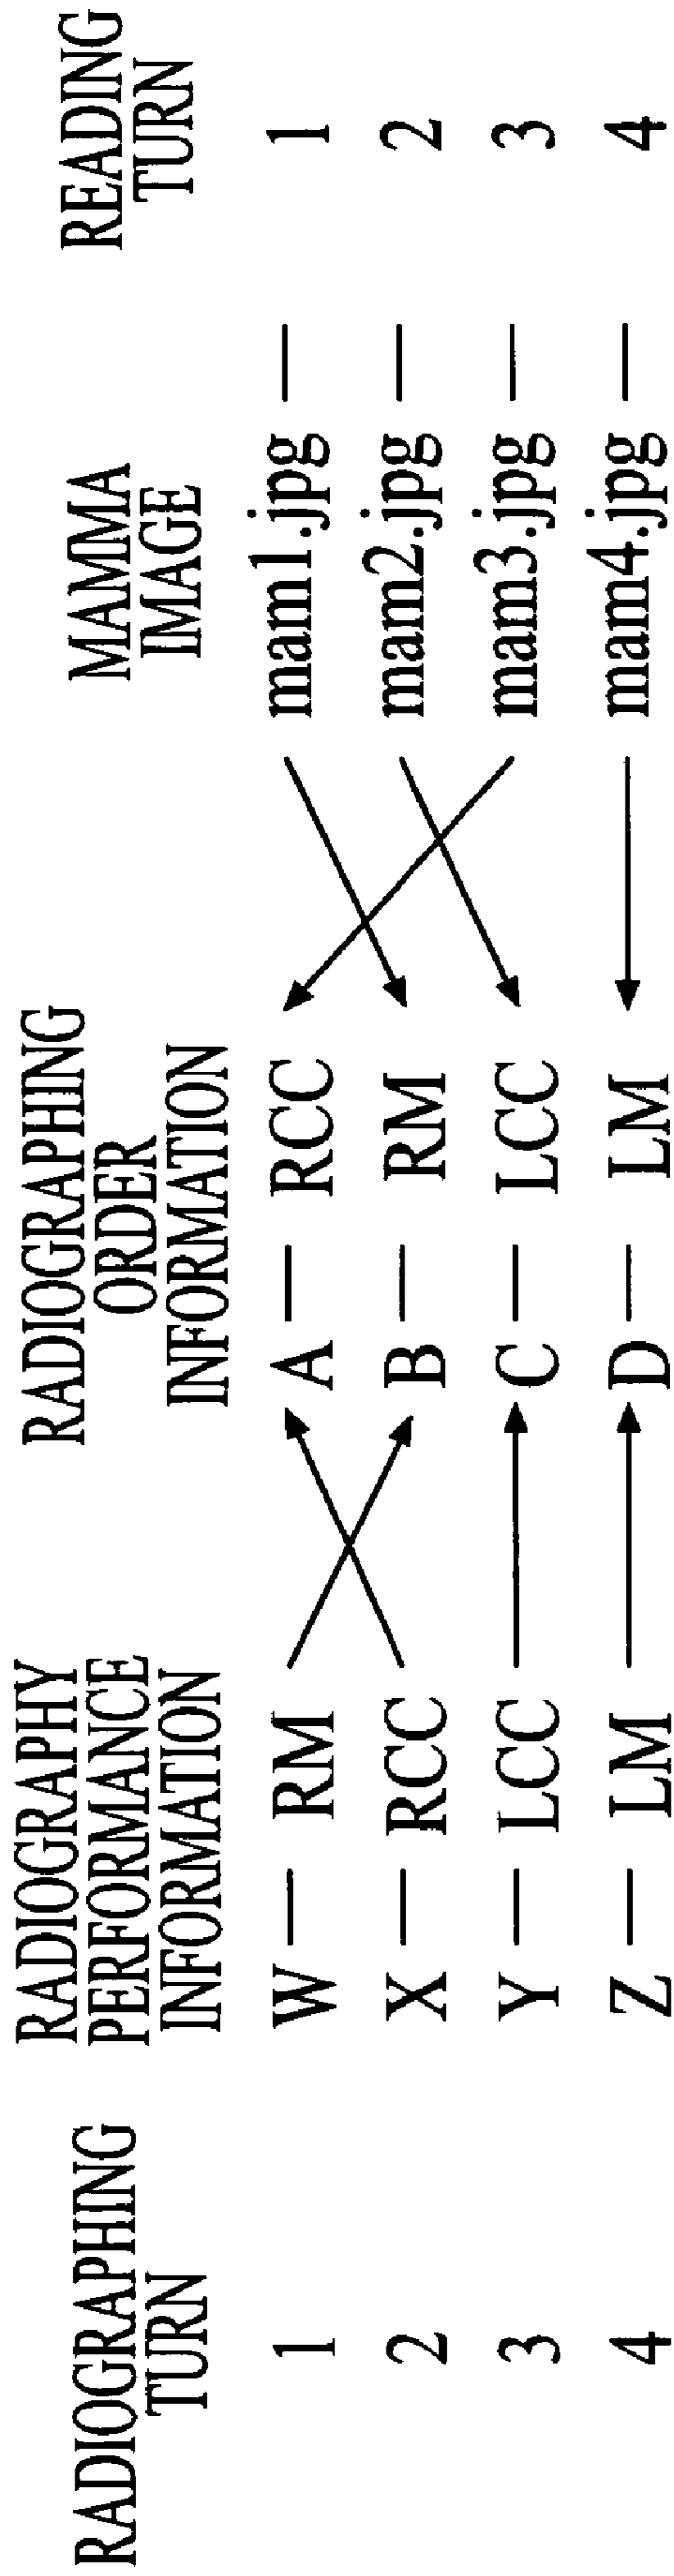 RADIOGRAPHING
TURN
RADIOGRAPHY
PERFORMANCE
INFORMATION
RADIOGRAPHING
ORDER
INFORMATION
MAMMA
IMAGE
READING
TURN
1 W — RM A — RCC mam1.jpg — 1
2 X — RCC B — RM mam2.jpg — 2
3 Y — LCC C — LCC mam3.jpg — 3
4 Z — LM D — LM mam4.jpg — 4